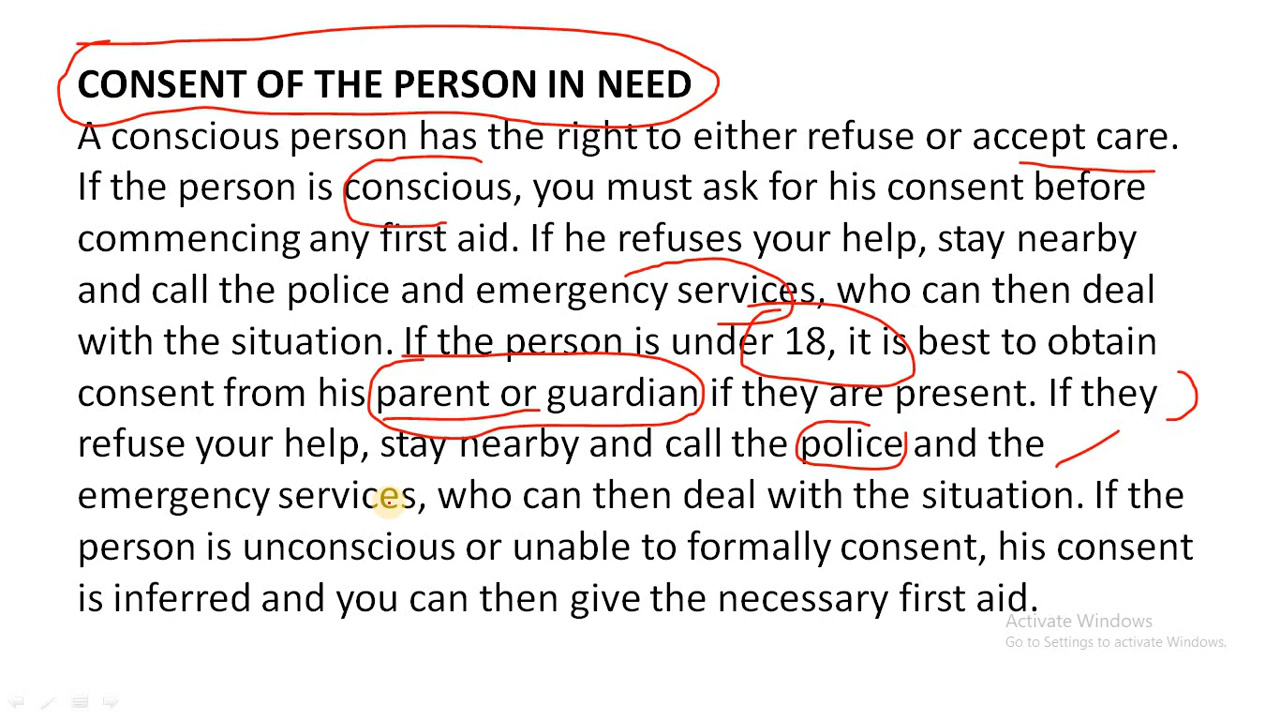 CONSENT OF THE PERSON IN NEED
A conscious person has the right to either refuse or accept care.
If the person is conscious, you must ask for his consent before
commencing any first aid. If he refuses your help, stay nearby
and call the police and emergency services, who can then deal
with the situation. If the person is under 18, it is best to obtain
consent from his parent or guardian if they are present. If they
refuse your help, stay nearby and call the police and the
emergency services, who can then deal with the situation. If the
person is unconscious or unable to formally consent, his consent
is inferred and you can then give the necessary first aid.
Activate Windows
Go to Settings to activate Windows.